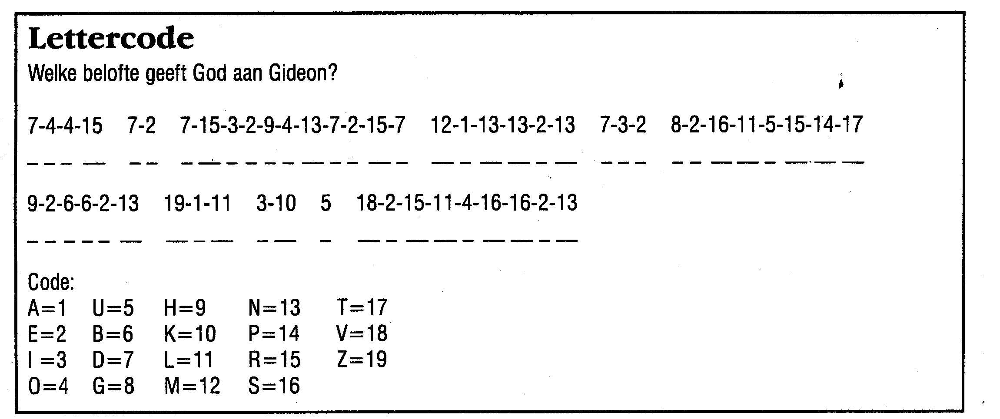 Lettercode
Welke belofte geeft God aan Gideon?
7-4-4-15 7-2 7-15-3-2-9-4-13-7-2-15-7 12-1-13-13-2-13 7-3-2 8-2-16-11-5-15-14-17
9-2-6-6-2-13 19-1-11 3-10 5 18-2-15-11-4-16-16-2-13
Code:
A=1 U=5 H=9 N=13 T=17
E=2 B=6 K=10 P=14 V=18
I =3 D=7 L=11 R=15 Z=19
O=4 G=8 M=12 S=16